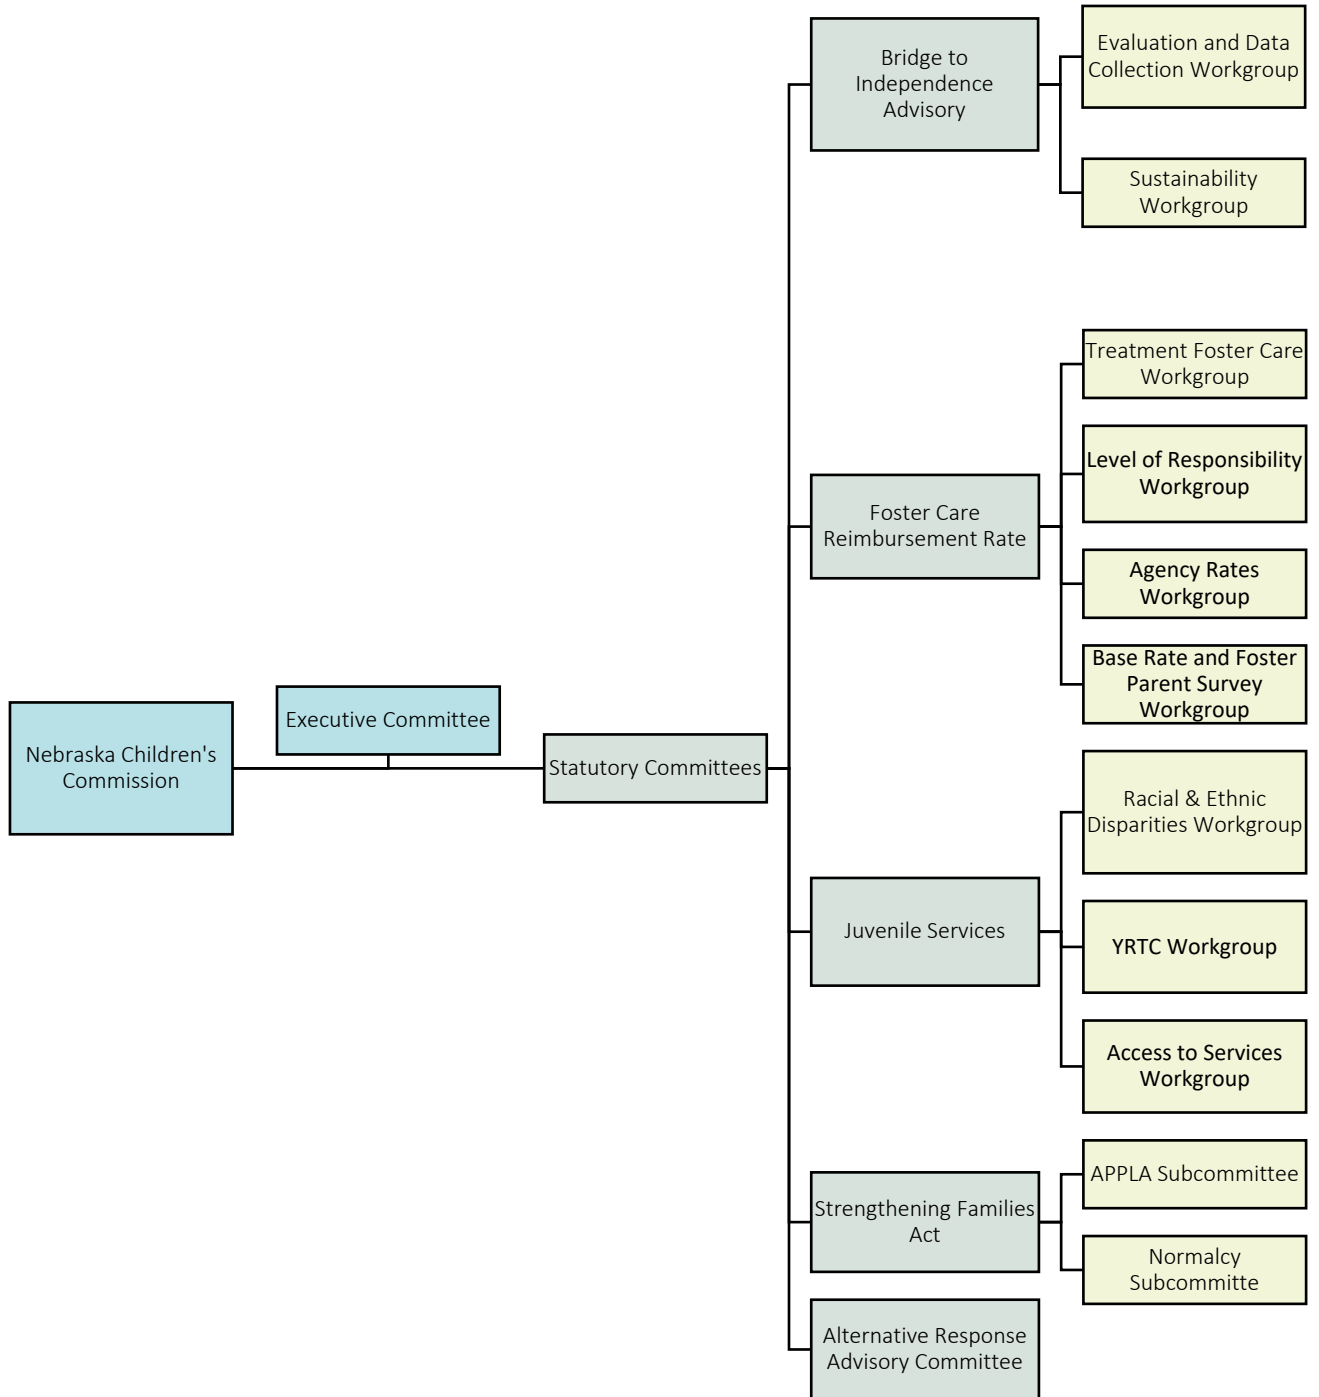 Nebraska Children's
Commission
Executive Committee
Statutory Committees
Bridge to
Independence
Advisory
Evaluation and Data
Collection Workgroup
Sustainability
Workgroup
Foster Care
Reimbursement Rate
Treatment Foster Care
Workgroup
Level of Responsibility
Workgroup
Agency Rates
Workgroup
Base Rate and Foster
Parent Survey
Workgroup
Juvenile Services
Racial & Ethnic
Disparities Workgroup
YRTC Workgroup
Access to Services
Workgroup
Strengthening Families
Act
APPLA Subcommittee
Normalcy
Subcommitte
Alternative Response
Advisory Committee